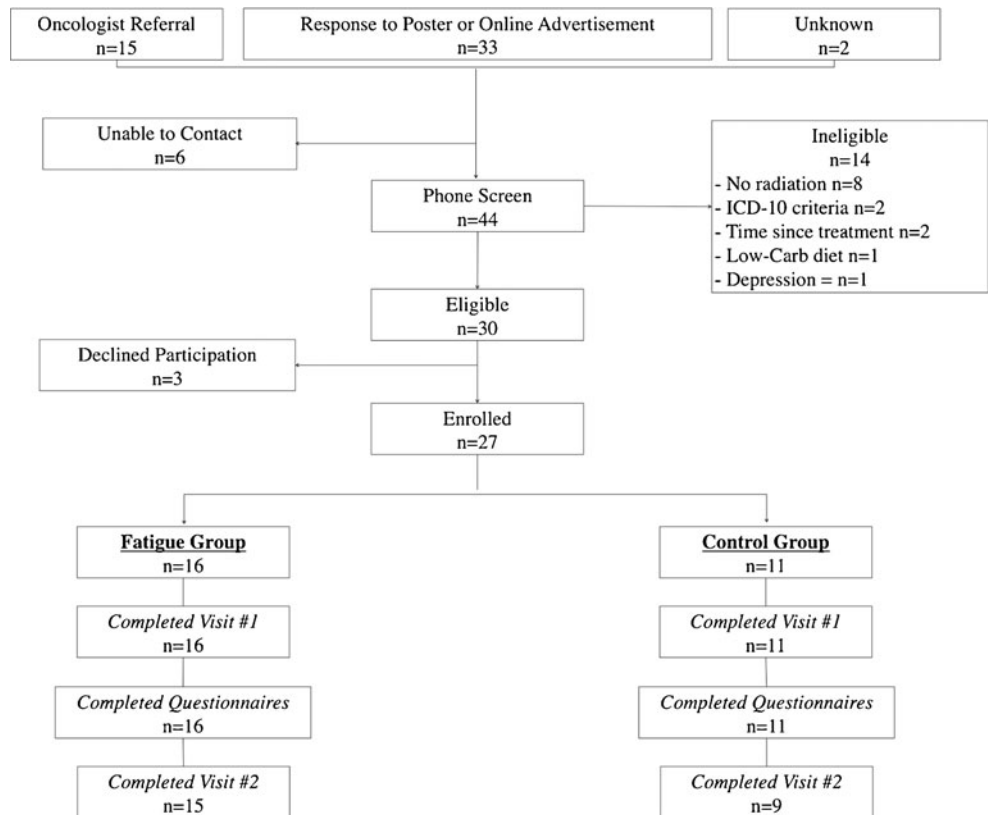 Oncologist Referral
n=15
Response to Poster or Online Advertisement
n=33
Unknown
n=2
Unable to Contact
n=6
Ineligible
n=14
- No radiation n=8
- ICD-10 criteria n=2
- Time since treatment n=2
- Low-Carb diet n=1
- Depression = n=1
Phone Screen
n=44
Eligible
n=30
Declined Participation
n=3
Enrolled
n=27
Fatigue Group
n=16
Completed Visit #1
n=16
Completed Questionnaires
n=16
Completed Visit #2
n=15
Control Group
n=11
Completed Visit #1
n=11
Completed Questionnaires
n=11
Completed Visit #2
n=9